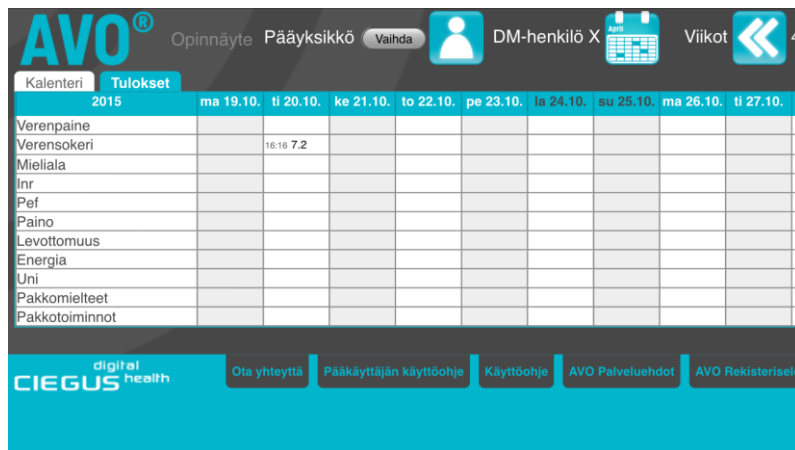 AVO®
Opinnäyte Pääyksikkö Vaihda DM-henkilö X April Viikot 4
Kalenteri Tulokset
2015 ma 19.10. ti 20.10. ke 21.10. to 22.10. pe 23.10. la 24.10. su 25.10. ma 26.10. ti 27.10.
Verenpaine
Verensokeri 16:16 7.2
Mieliala
Inr
Pef
Paino
Levottomuus
Energia
Uni
Pakkomielteet
Pakkotoiminnot
digital
CIEGUS health
Ota yhteyttä Pääkäyttäjän käyttöohje Käyttöohje AVO Palveluehdot AVO Rekisterisel